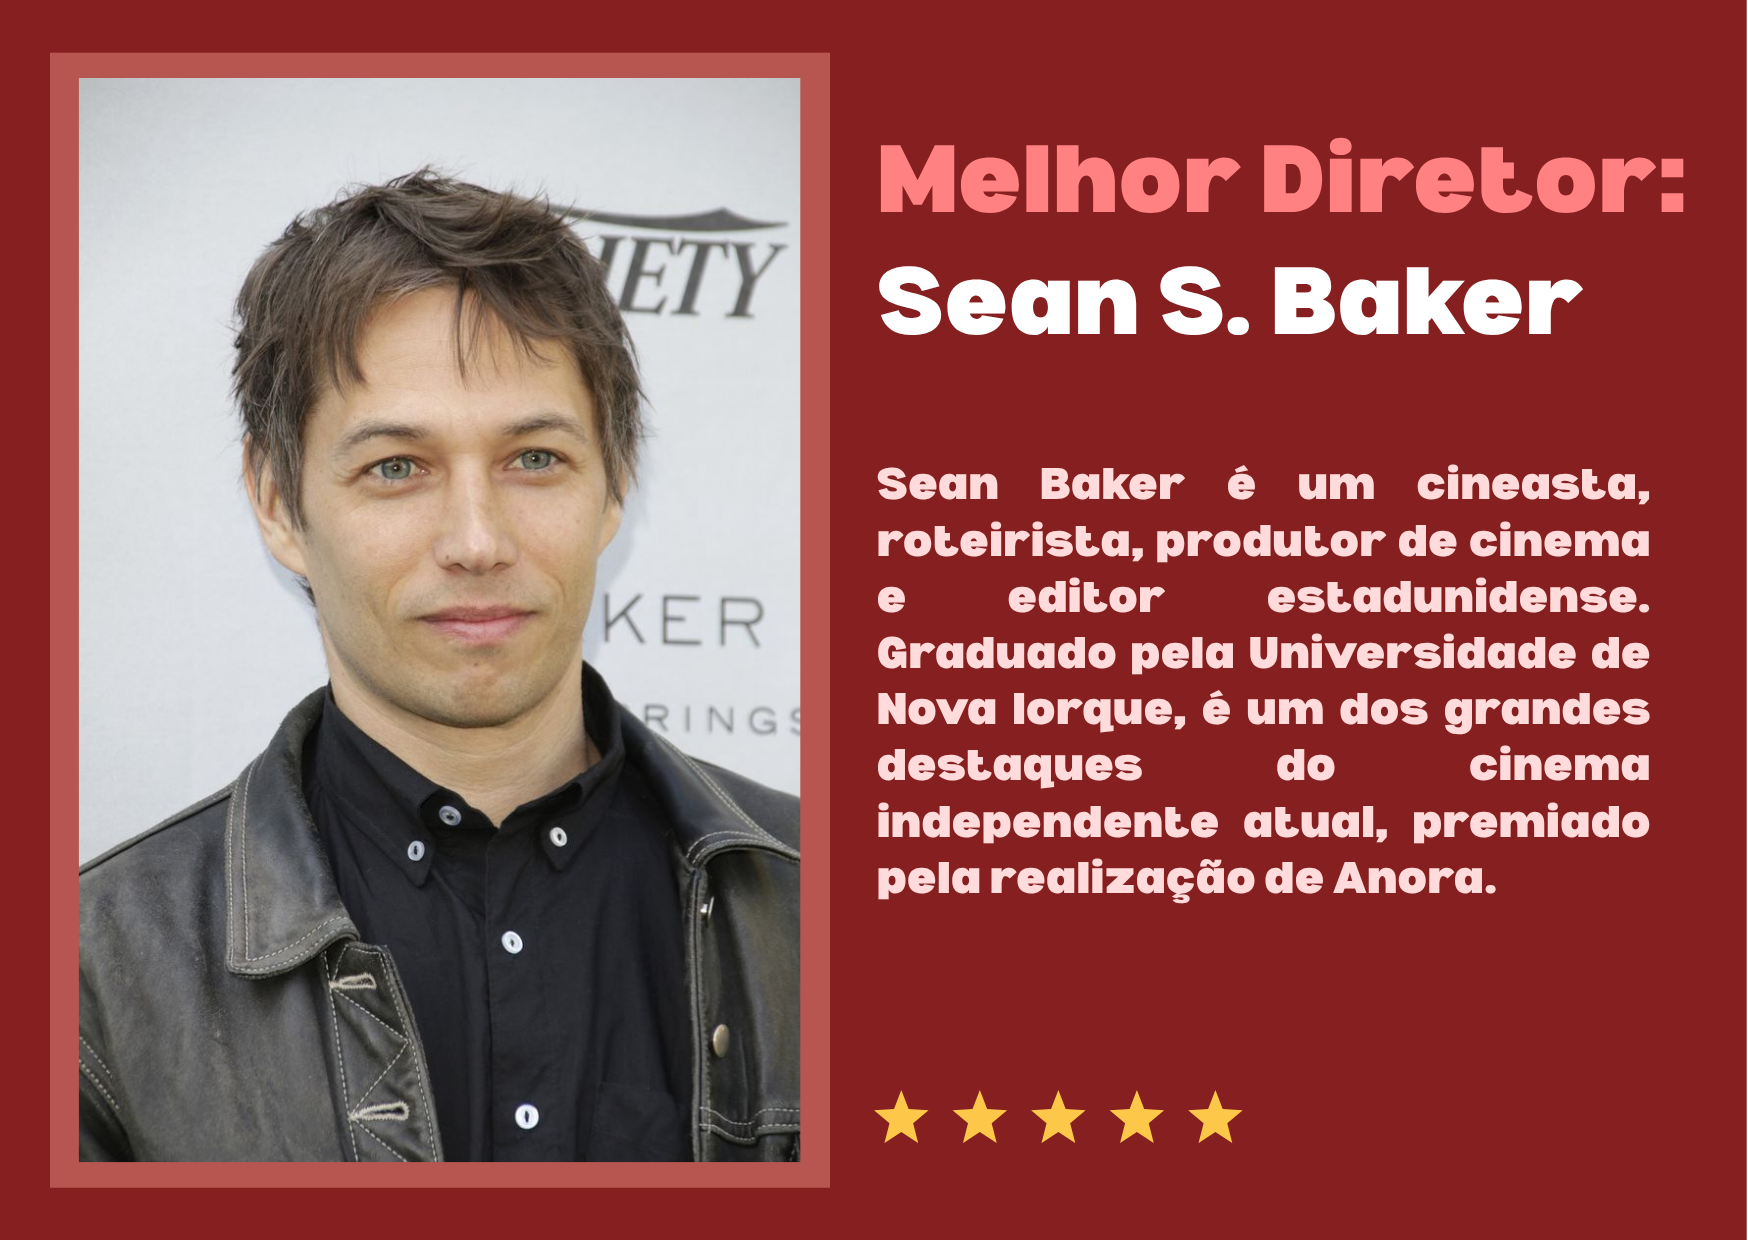 IETY
KER
RINGS
Melhor Diretor:
Sean S. Baker
Sean Baker é um cineasta,
roteirista, produtor de cinema
e editor estadunidense.
Graduado pela Universidade de
Nova Iorque, é um dos grandes
destaques do cinema
independente atual, premiado
pela realização de Anora.